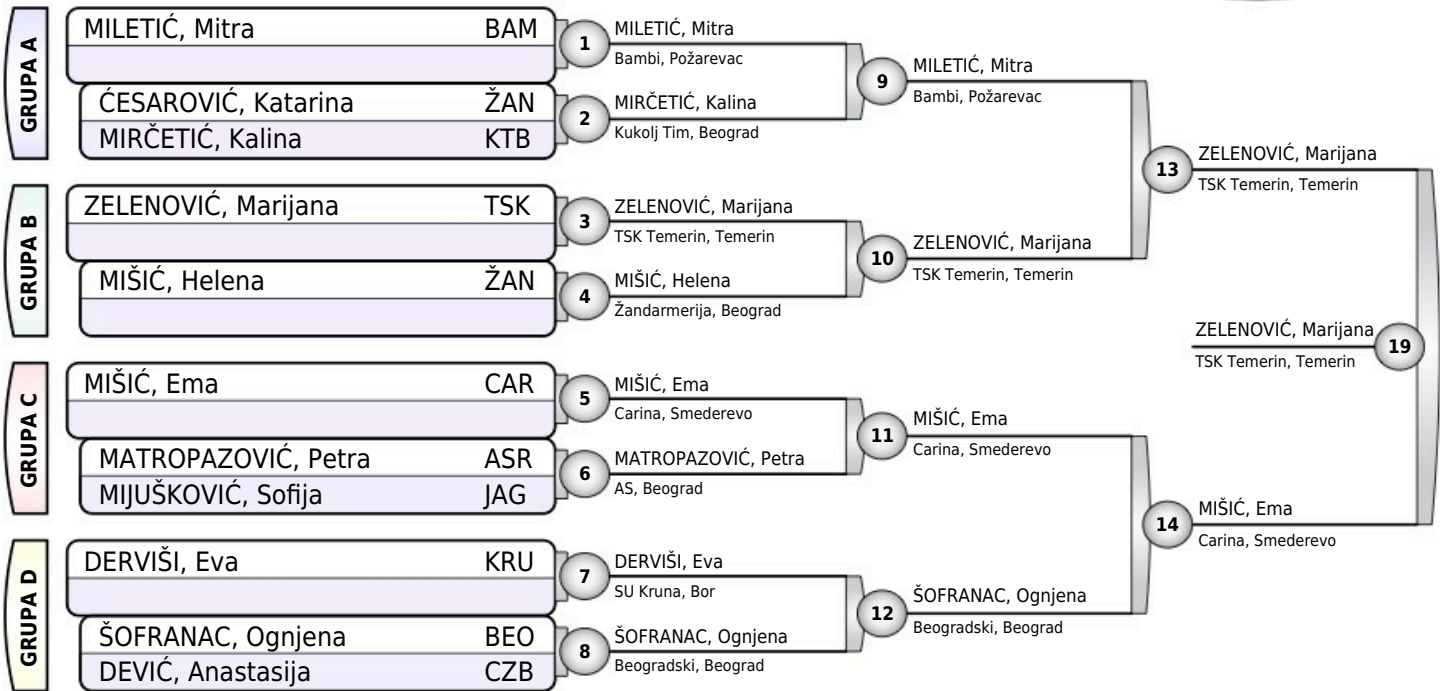 GRUPA A
MILETIĆ, Mitra BAM
ĆESAROVIĆ, Katarina ŽAN
MIRČETIĆ, Kalina KTB
GRUPA B
ZELENOVIĆ, Marijana TSK
MIŠIĆ, Helena ŽAN
GRUPA C
MIŠIĆ, Ema CAR
MATROPAZOVIĆ, Petra ASR
MIJUŠKOVIĆ, Sofija JAG
GRUPA D
DERVIŠI, Eva KRU
ŠOFRANAC, Ognjena BEO
DEVIĆ, Anastasija CZB
1
MILETIĆ, Mitra
Bambi, Požarevac
2
MIRČETIĆ, Kalina
Kukolj Tim, Beograd
3
ZELENOVIĆ, Marijana
TSK Temerin, Temerin
4
MIŠIĆ, Helena
Žandarmerija, Beograd
5
MIŠIĆ, Ema
Carina, Smederevo
6
MATROPAZOVIĆ, Petra
AS, Beograd
7
DERVIŠI, Eva
SU Kruna, Bor
8
ŠOFRANAC, Ognjena
Beogradski, Beograd
9
MILETIĆ, Mitra
Bambi, Požarevac
10
ZELENOVIĆ, Marijana
TSK Temerin, Temerin
11
MIŠIĆ, Ema
Carina, Smederevo
12
ŠOFRANAC, Ognjena
Beogradski, Beograd
13
ZELENOVIĆ, Marijana
TSK Temerin, Temerin
14
MIŠIĆ, Ema
Carina, Smederevo
ZELENOVIĆ, Marijana
TSK Temerin, Temerin
19